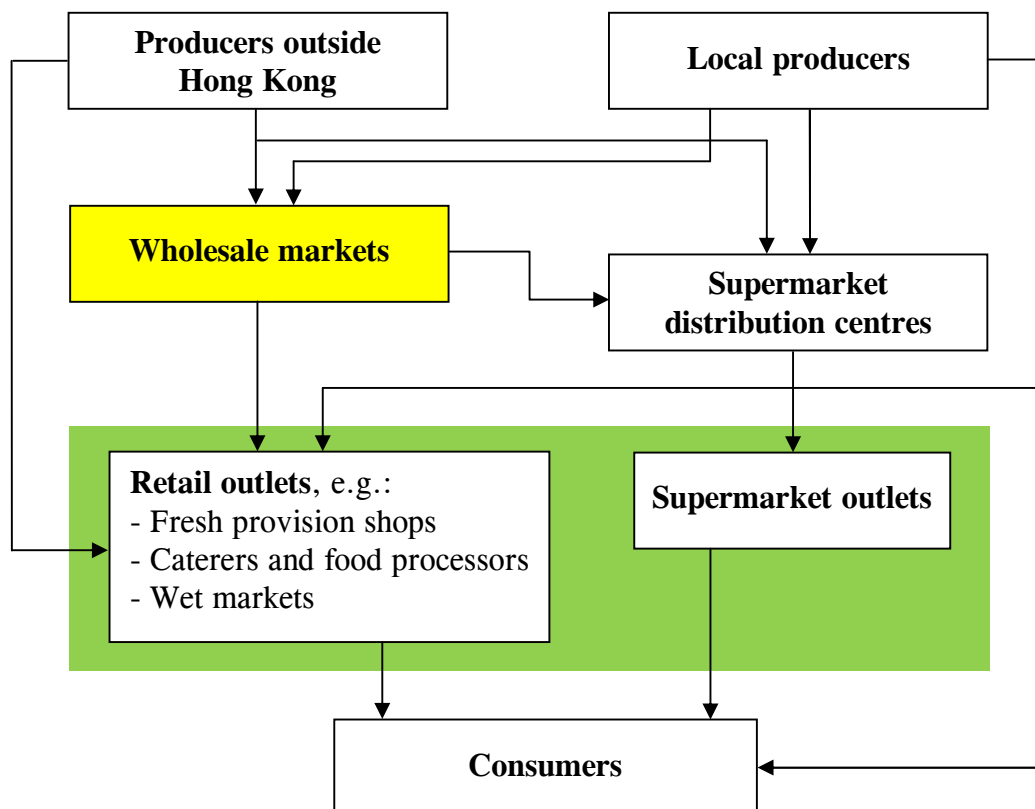 Producers outside
Hong Kong
Local producers
Wholesale markets
Supermarket
distribution centres
Retail outlets, e.g.:
- Fresh provision shops
- Caterers and food processors
- Wet markets
Supermarket outlets
Consumers